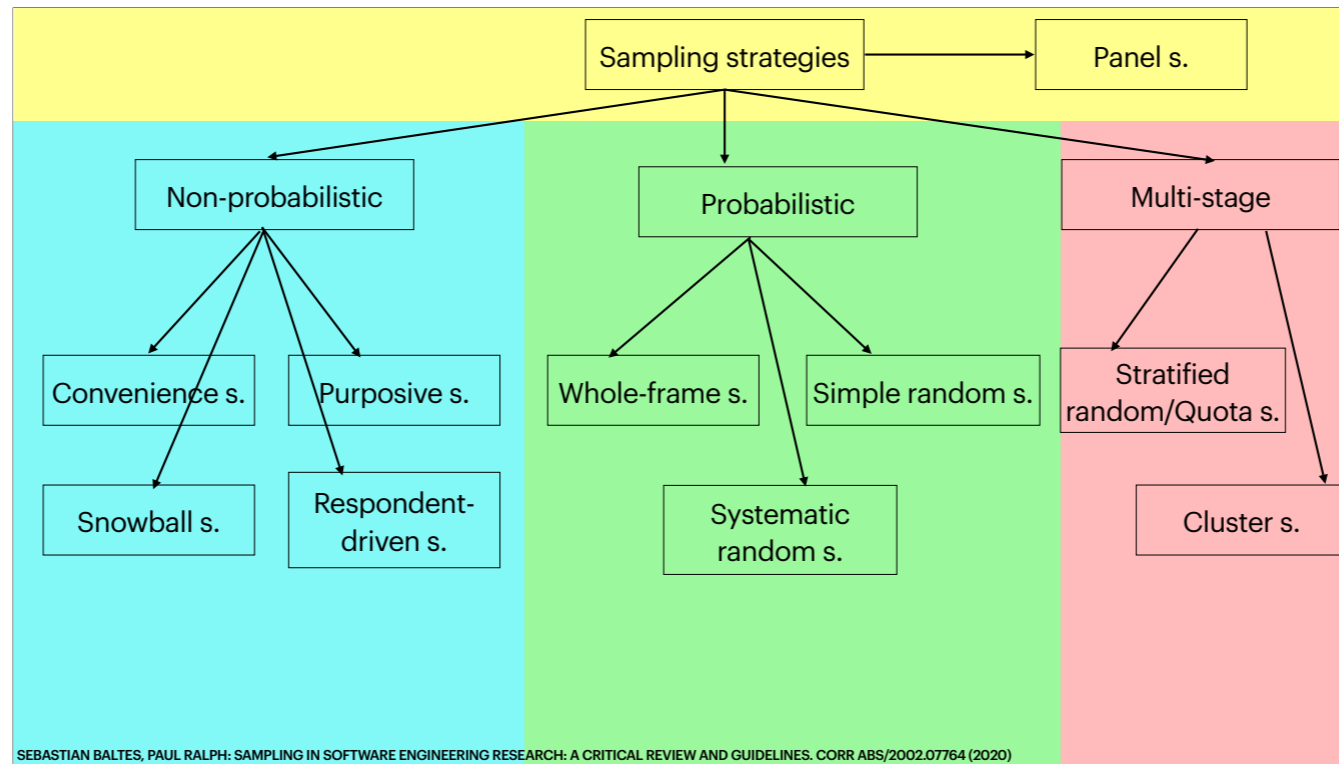 Sampling strategies
Panel s.
Non-probabilistic
Probabilistic
Multi-stage
Convenience s.
Purposive s.
Whole-frame s.
Simple random s.
Stratified
random/Quota s.
Snowball s.
Respondent-
driven s.
Systematic
random s.
Cluster s.
SEBASTIAN BALTES, PAUL RALPH: SAMPLING IN SOFTWARE ENGINEERING RESEARCH: A CRITICAL REVIEW AND GUIDELINES. CORR ABS/2002.07764 (2020)